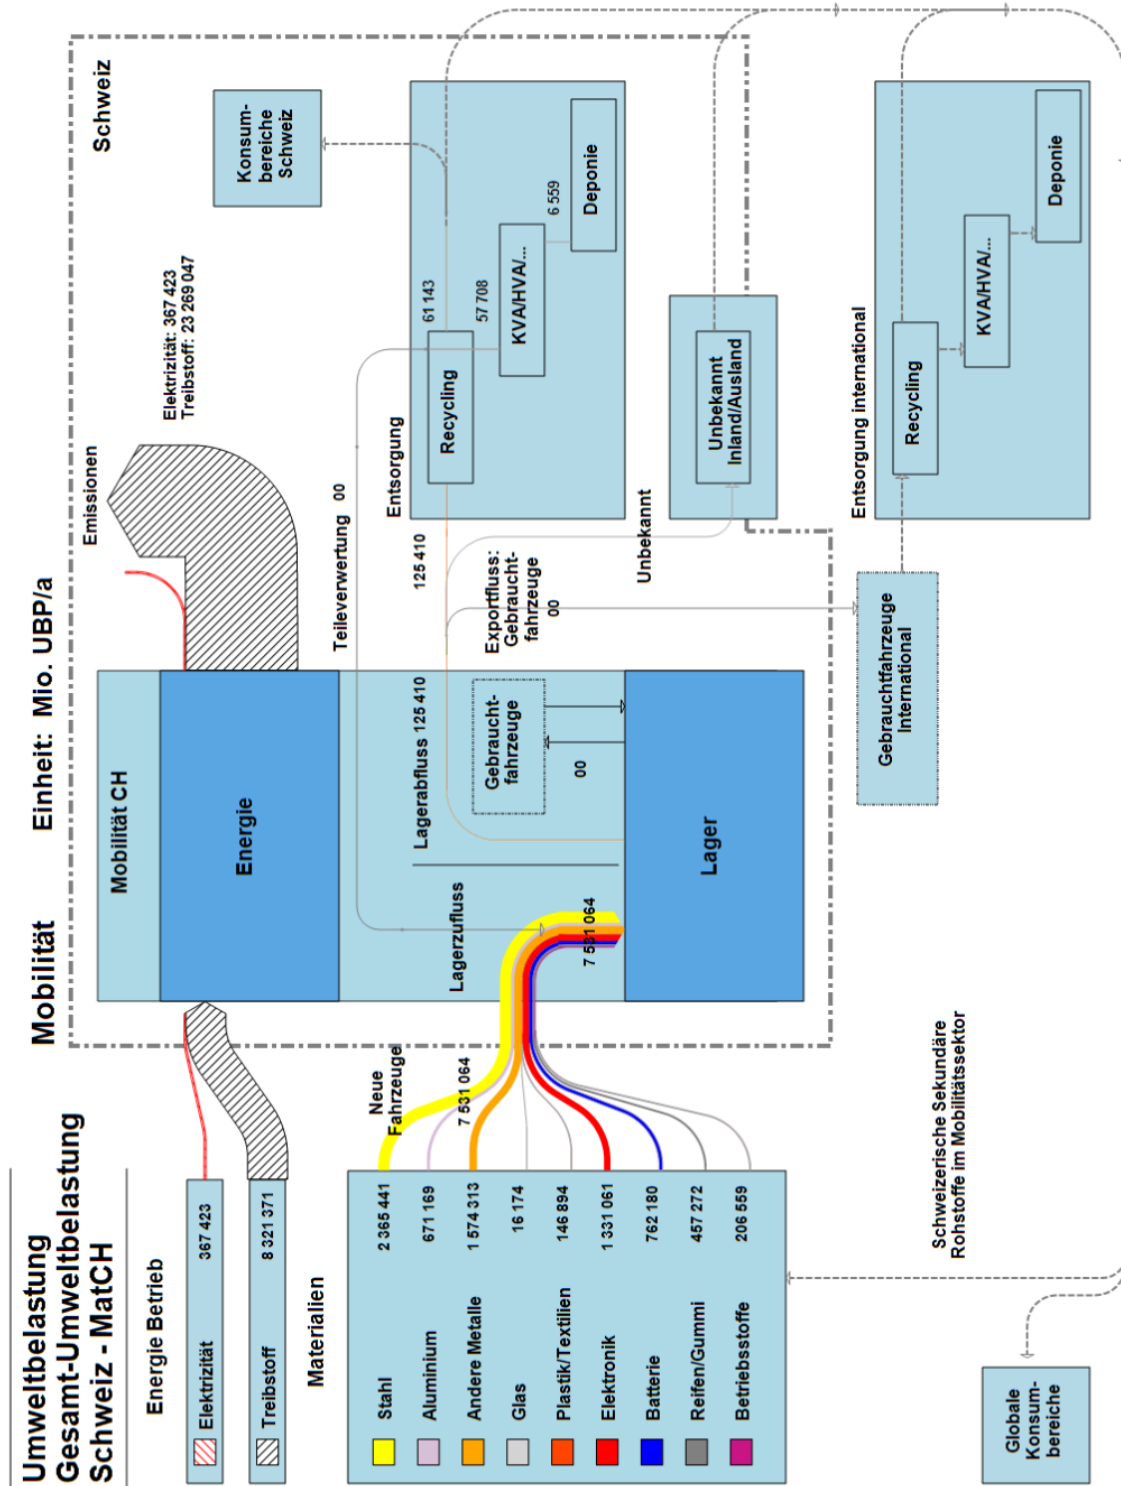 Umweltbelastung
Gesamt-Umweltbelastung
Schweiz - MatCH
Mobilität
Einheit: Mio. UBP/a
Energie Betrieb
Elektrizität
367 423
Treibstoff
8 321 371
Materialien
Stahl
2 365 441
Aluminium
671 169
Andere Metalle
1 574 313
Glas
16 174
Plastik/Textilien
146 894
Elektronik
1 331 061
Batterie
762 180
Reifen/Gummi
457 272
Betriebsstoffe
206 559
Neue
Fahrzeuge
7 531 064
Mobilität CH
Energie
Lagerzufluss
7 531 064
Lager
Lagerabfluss 125 410
Gebraucht-
fahrzeuge
00
Emissionen
Elektrizität: 367 423
Treibstoff: 23 269 047
Schweiz
Konsum-
bereiche
Schweiz
Teileverwertung 00
Entsorgung
125 410
Recycling
61 143
57 708
KVA/HVA/...
6 559
Deponie
Exportfluss:
Gebraucht-
fahrzeuge
00
Unbekannt
Unbekannt
Inland/Ausland
Gebrauchtfahrzeuge
International
Entsorgung international
Recycling
KVA/HVA/...
Deponie
Schweizerische Sekundäre
Rohstoffe im Mobilitätssektor
Globale
Konsum-
bereiche